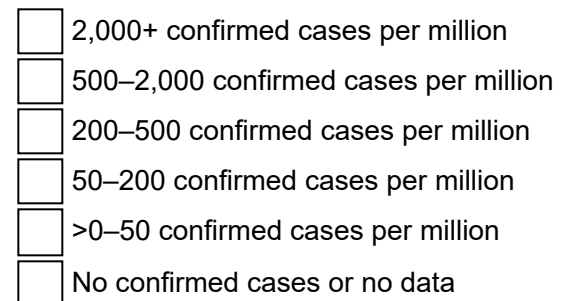 2,000+ confirmed cases per million
500–2,000 confirmed cases per million
200–500 confirmed cases per million
50–200 confirmed cases per million
>0–50 confirmed cases per million
No confirmed cases or no data